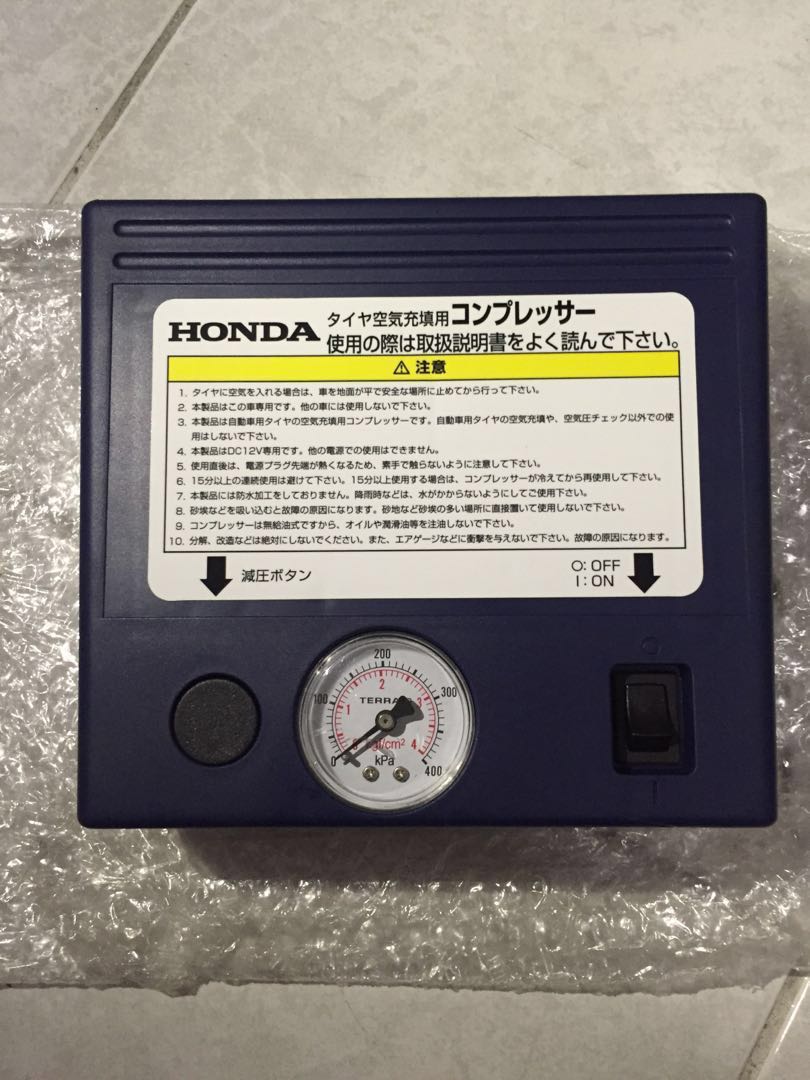 HONDA タイヤ空気充填用コンプレッサー
使用の際は取扱説明書をよく読んで下さい。
⚠ 注意
1. タイヤに空気を入れる場合は、車を地面が平で安全な場所に止めてから行って下さい。
2. 本製品はこの車専用です。他の車には使用しないで下さい。
3. 本製品は自動車用タイヤの空気充填用コンプレッサーです。自動車用タイヤの空気充填や、空気圧チェック以外での使
用はしないで下さい。
4. 本製品はDC12V専用です。他の電源での使用はできません。
5. 使用直後は、電源プラグ先端が熱くなるため、素手で触らないように注意して下さい。
6. 15分以上の連続使用は避けて下さい。15分以上使用する場合は、コンプレッサーが冷えてから再使用して下さい。
7. 本製品には防水加工をしておりません。降雨時などは、水がかからないようにしてご使用下さい。
8. 砂埃などを吸い込むと故障の原因になります。砂地など砂埃の多い場所に直接置いて使用しないで下さい。
9. コンプレッサーは無給油式ですから、オイルや潤滑油等を注油しないで下さい。
10. 分解、改造などは絶対にしないでください。また、エアゲージなどに衝撃を与えないで下さい。故障の原因になります。
減圧ボタン
○: OFF
I : ON
200
100 2 300
1 3
kgf/cm²
4
0 kPa 400